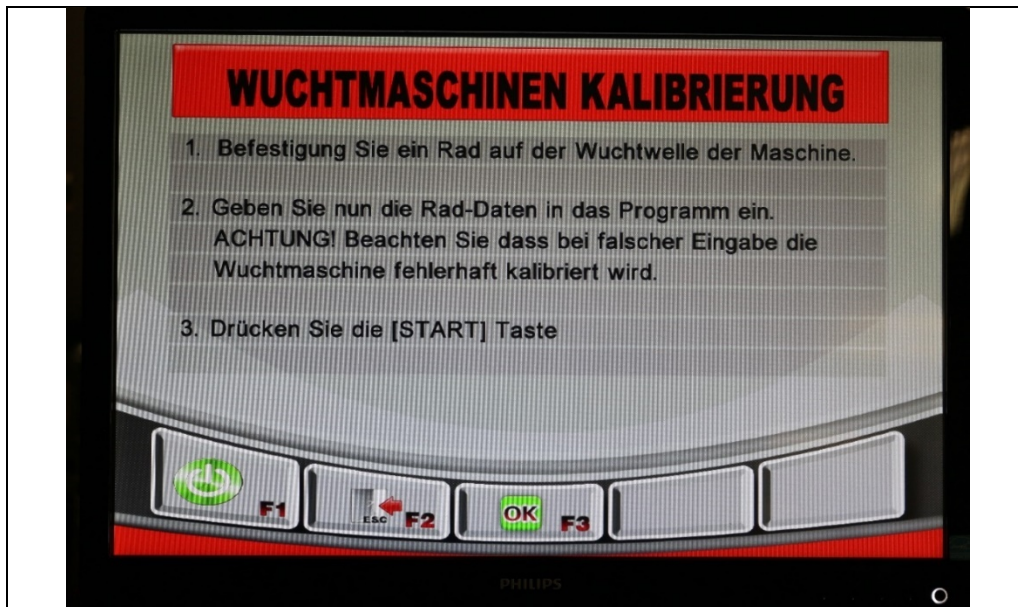 WUCHTMASCHINEN KALIBRIERUNG
1. Befestigung Sie ein Rad auf der Wuchtwelle der Maschine.
2. Geben Sie nun die Rad-Daten in das Programm ein.
ACHTUNG! Beachten Sie dass bei falscher Eingabe die
Wuchtmaschine fehlerhaft kalibriert wird.
3. Drücken Sie die [START] Taste
F1
ESC F2
OK F3
PHILIPS